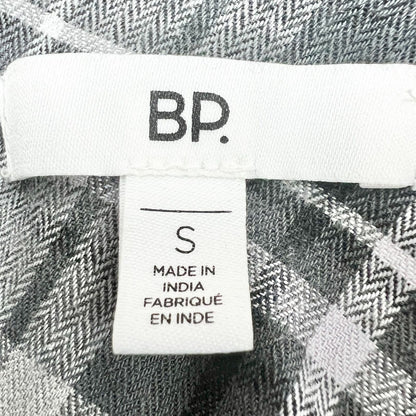 BP.
S
MADE IN
INDIA
FABRIQUÉ
EN INDE